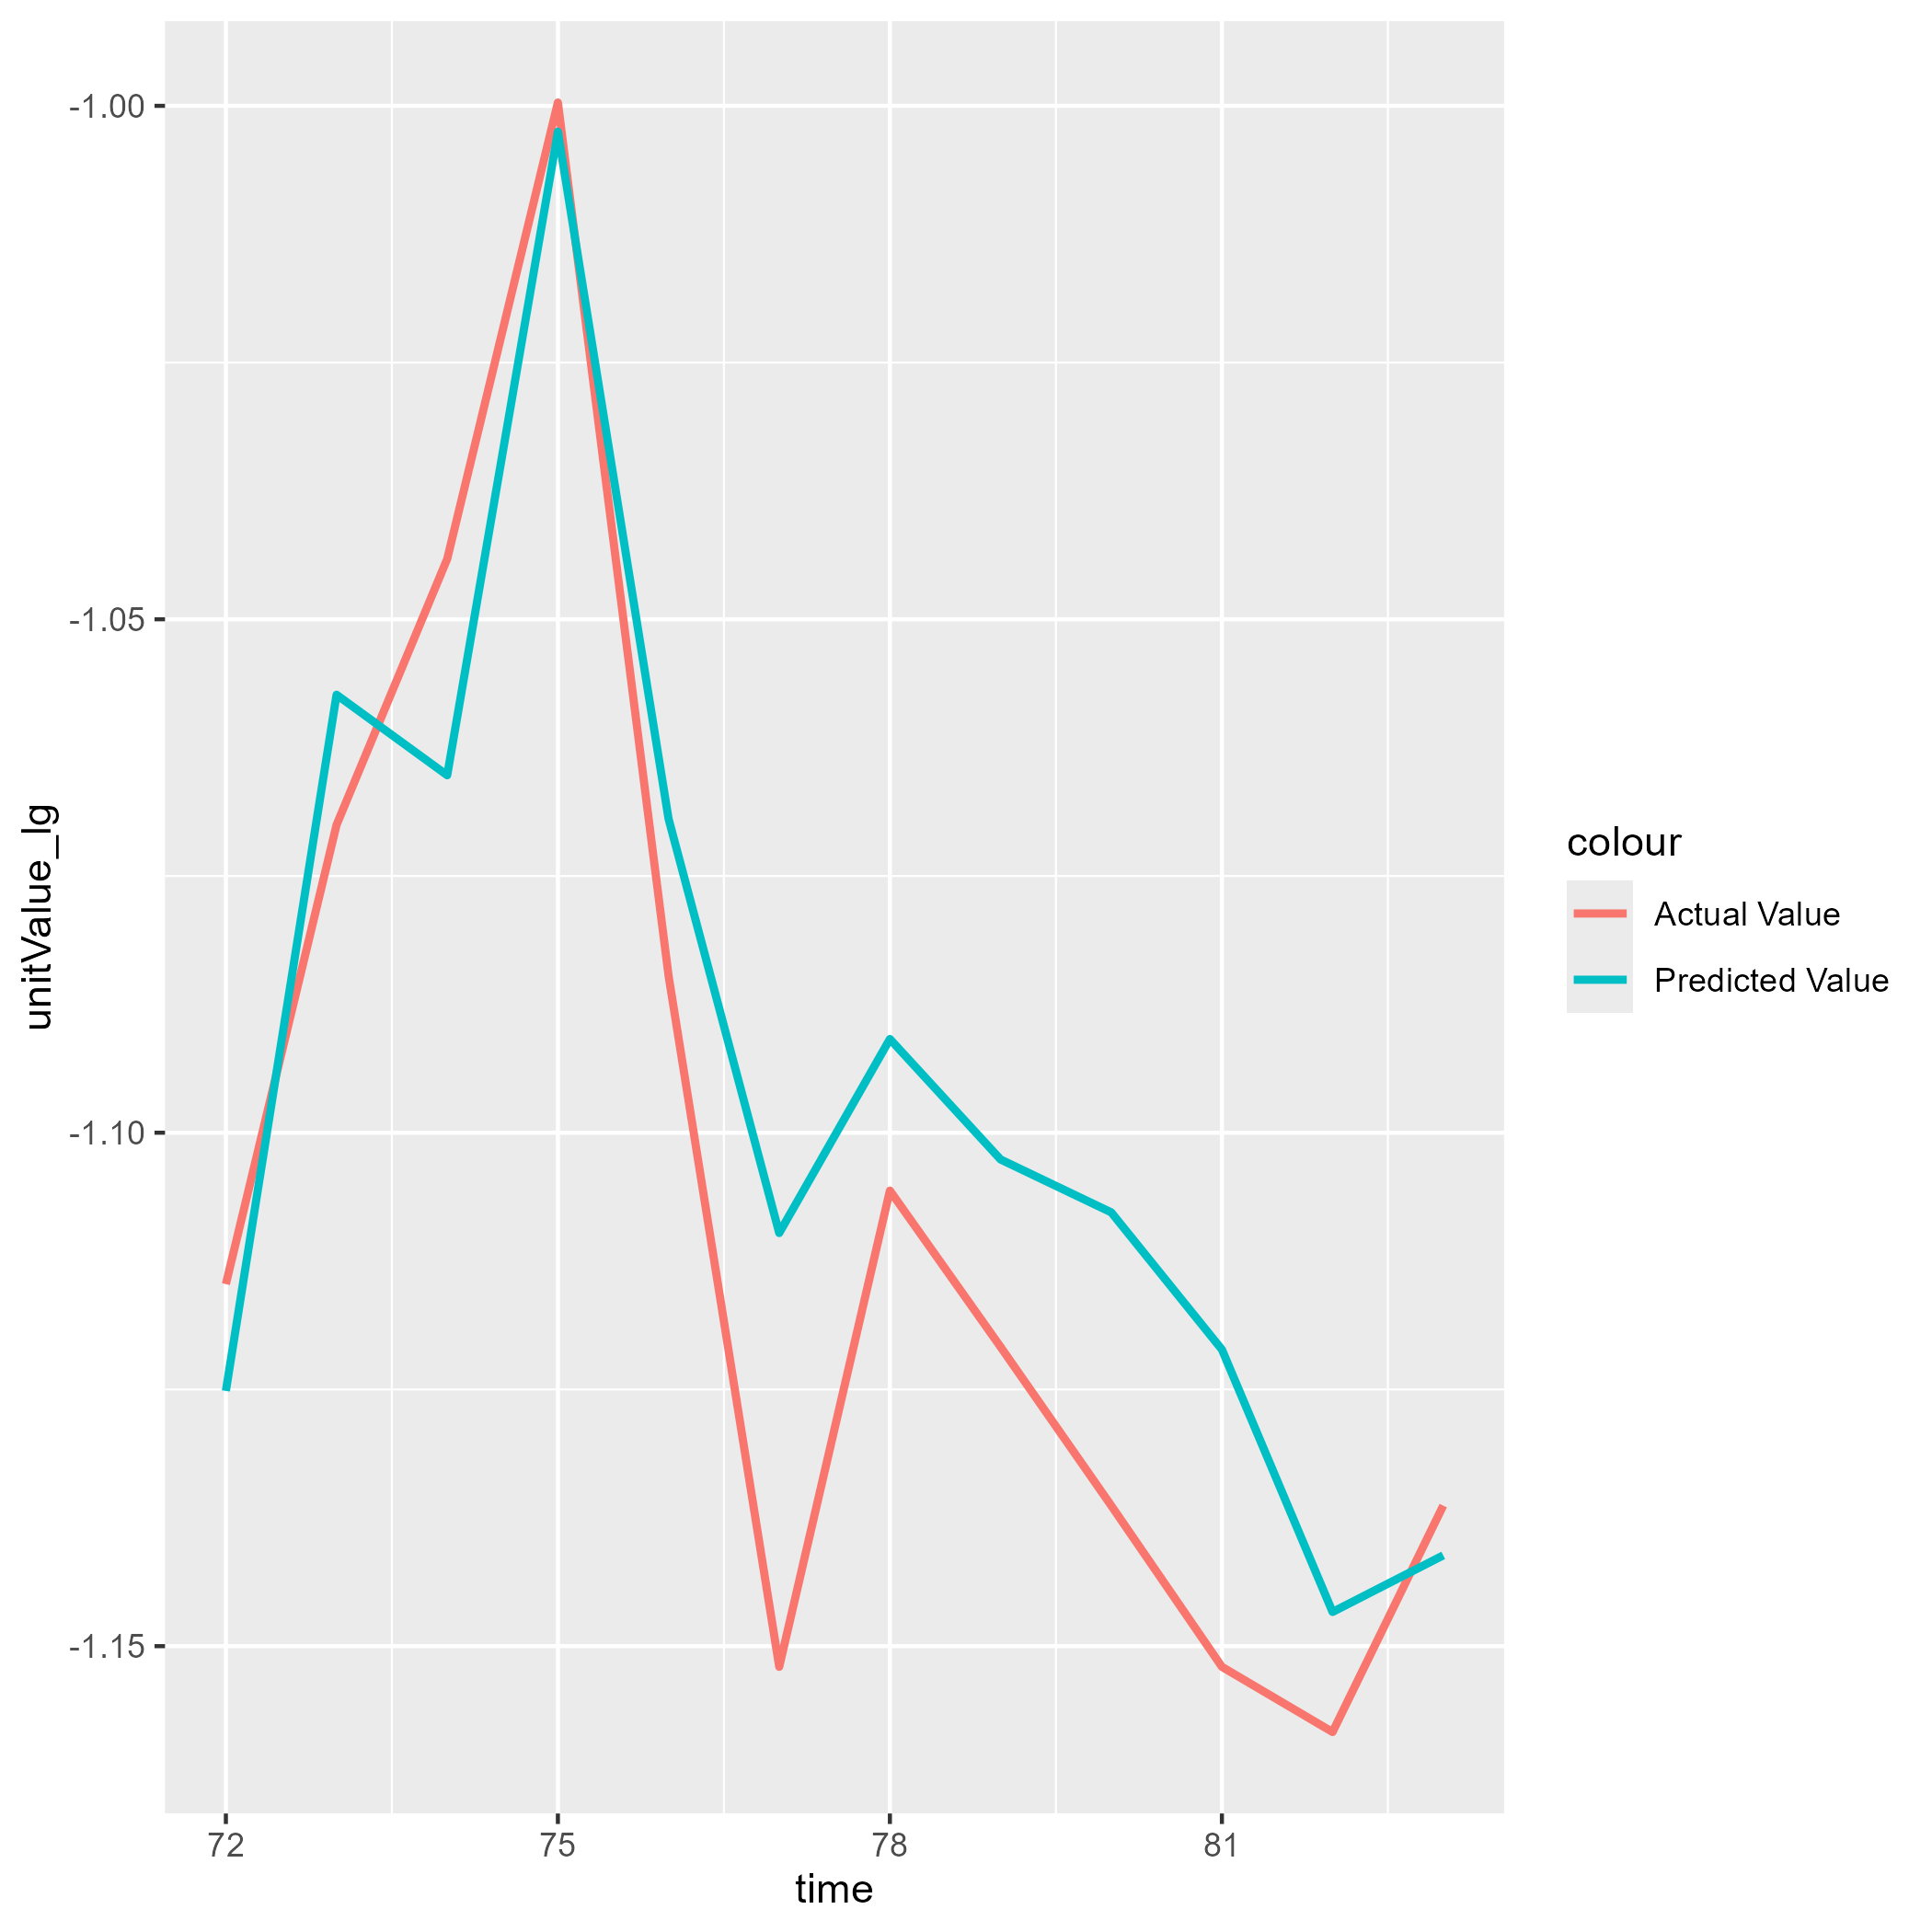 -1.00
-1.05
-1.10
-1.15
unitValue_lg
72 75 78 81
time
colour
Actual Value
Predicted Value